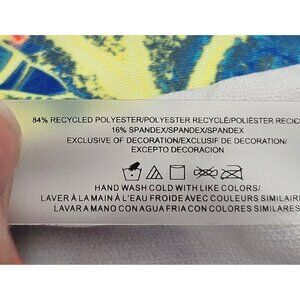 84% RECYCLED POLYESTER/POLYESTER RECYCLÉ/POLIÉSTER RECIC
16% SPANDEX/SPANDEX/SPANDEX
EXCLUSIVE OF DECORATION/EXCLUSIF DE DECORATION/
EXCEPTO DECORACION
HAND WASH COLD WITH LIKE COLORS/
LAVER À LA MAIN À L'EAU FROIDE AVEC COULEURS SIMILAIRE
LAVAR A MANO CON AGUA FRIA CON COLORES SIMILARES